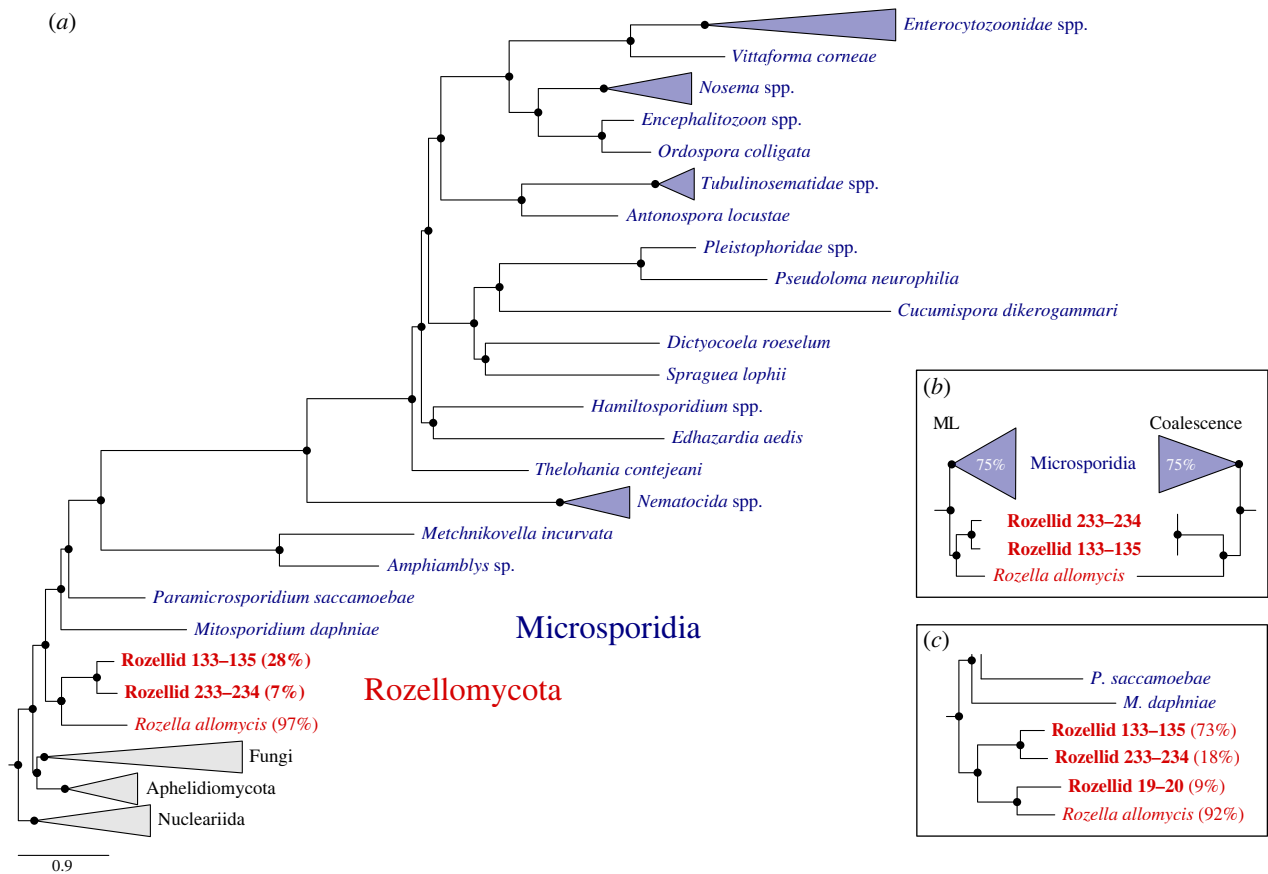 (a)
Enterocytozoonidae spp.
Vittaforma corneae
Nosema spp.
Encephalitozoon spp.
Ordospora colligata
Tubulinosematidae spp.
Antonospora locustae
Pleistophoridae spp.
Pseudoloma neurophilia
Cucumispora dikerogammari
Dictyocoela roeselum
Spraguea lophii
Hamiltosporidium spp.
Edhazardia aedis
Thelohania contejeani
Nematocida spp.
Metchnikovella incurvata
Amphiamblys sp.
Paramicrosporidium saccamoebae
Mitosporidium daphniae
Microsporidia
Rozellid 133–135 (28%)
Rozellid 233–234 (7%)
Rozellomycota
Rozella allomycis (97%)
Fungi
Aphelidiomycota
Nucleariida
0.9
(b)
ML
Coalescence
75%
Microsporidia
75%
Rozellid 233–234
Rozellid 133–135
Rozella allomycis
(c)
P. saccamoebae
M. daphniae
Rozellid 133–135 (73%)
Rozellid 233–234 (18%)
Rozellid 19–20 (9%)
Rozella allomycis (92%)